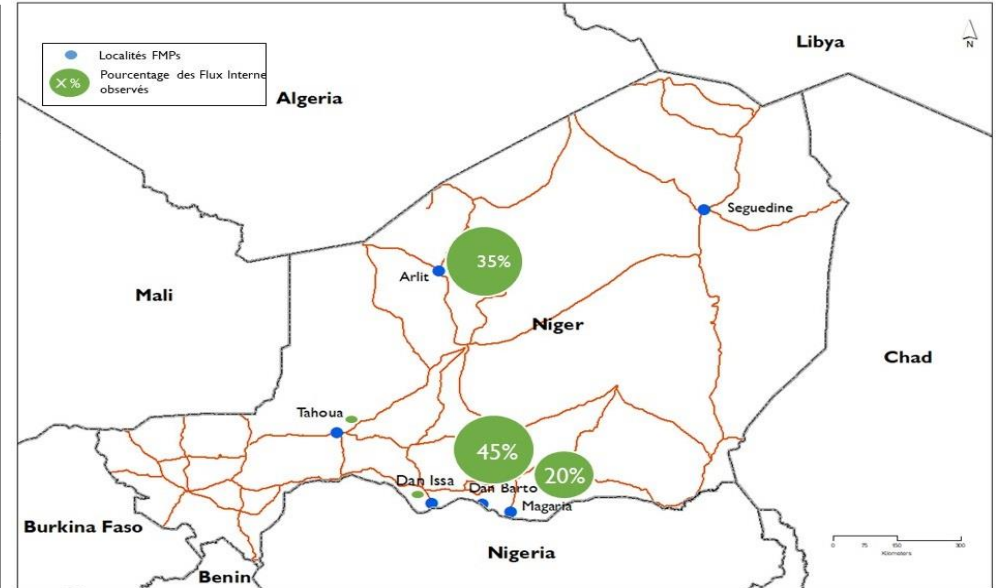 Localités FMPs
X %
Pourcentage des Flux Interne
observés
N
Libya
Algeria
Seguedine
35%
Arlit
Mali
Niger
Chad
Tahoua
45%
20%
Dan Issa
Dan Barto
Magaria
Burkina Faso
Nigeria
Benin
0 75 150 300
Kilometers